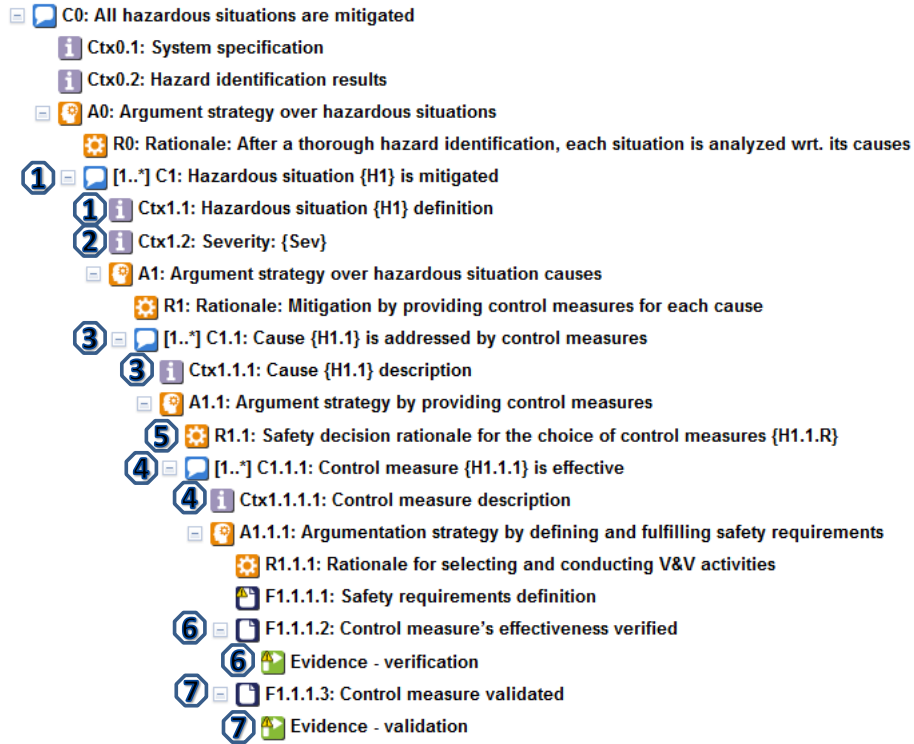 C0: All hazardous situations are mitigated
Ctx0.1: System specification
Ctx0.2: Hazard identification results
A0: Argument strategy over hazardous situations
R0: Rationale: After a thorough hazard identification, each situation is analyzed wrt. its causes
1 [1..*] C1: Hazardous situation {H1} is mitigated
1 Ctx1.1: Hazardous situation {H1} definition
2 Ctx1.2: Severity: {Sev}
A1: Argument strategy over hazardous situation causes
R1: Rationale: Mitigation by providing control measures for each cause
3 [1..*] C1.1: Cause {H1.1} is addressed by control measures
3 Ctx1.1.1: Cause {H1.1} description
A1.1: Argument strategy by providing control measures
5 R1.1: Safety decision rationale for the choice of control measures {H1.1.R}
4 [1..*] C1.1.1: Control measure {H1.1.1} is effective
4 Ctx1.1.1.1: Control measure description
A1.1.1: Argumentation strategy by defining and fulfilling safety requirements
R1.1.1: Rationale for selecting and conducting V&V activities
F1.1.1.1: Safety requirements definition
6 F1.1.1.2: Control measure's effectiveness verified
6 Evidence - verification
7 F1.1.1.3: Control measure validated
7 Evidence - validation